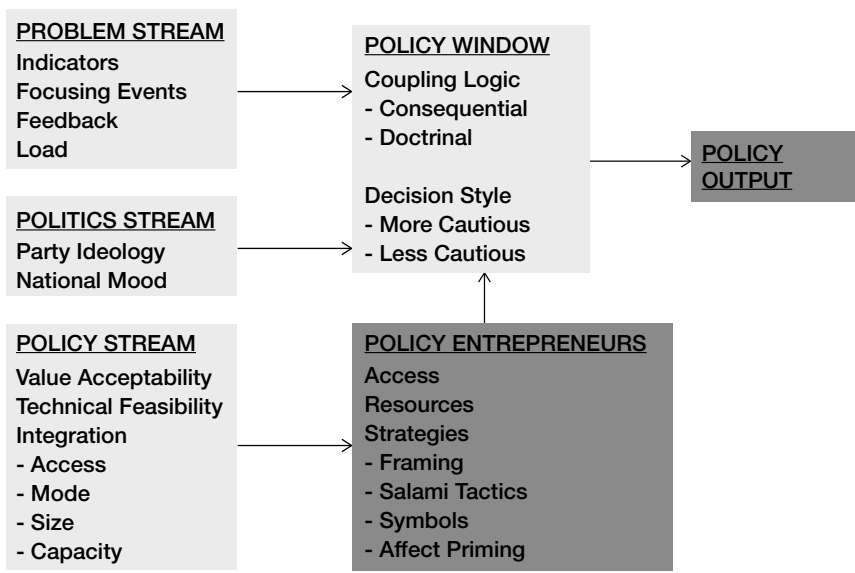 PROBLEM STREAM
Indicators
Focusing Events
Feedback
Load
POLITICS STREAM
Party Ideology
National Mood
POLICY STREAM
Value Acceptability
Technical Feasibility
Integration
- Access
- Mode
- Size
- Capacity
POLICY WINDOW
Coupling Logic
- Consequential
- Doctrinal
Decision Style
- More Cautious
- Less Cautious
POLICY ENTREPRENEURS
Access
Resources
Strategies
- Framing
- Salami Tactics
- Symbols
- Affect Priming
POLICY
OUTPUT